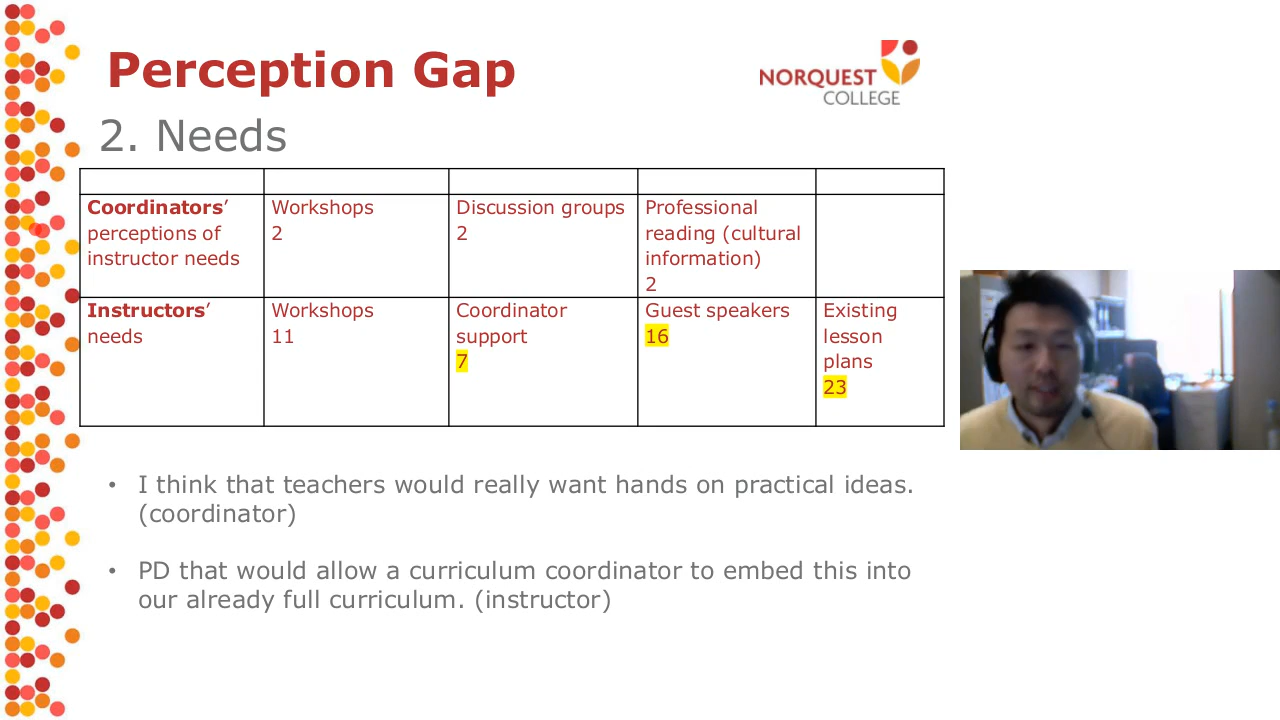 Perception Gap
NORQUEST
COLLEGE
2. Needs
Coordinators’
perceptions of
instructor needs
Workshops
2
Discussion groups
2
Professional
reading (cultural
information)
2
Instructors’
needs
Workshops
11
Coordinator
support
7
Guest speakers
16
Existing
lesson
plans
23
• I think that teachers would really want hands on practical ideas.
(coordinator)
• PD that would allow a curriculum coordinator to embed this into
our already full curriculum. (instructor)